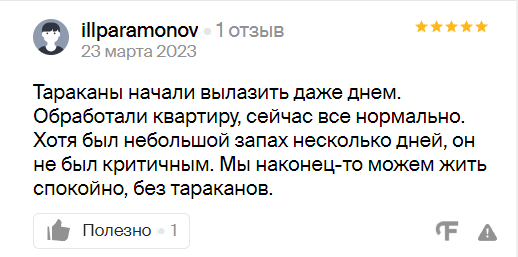 illparamonov • 1 отзыв
23 марта 2023
Тараканы начали вылазить даже днем.
Обработали квартиру, сейчас все нормально.
Хотя был небольшой запах несколько дней, он
не был критичным. Мы наконец-то можем жить
спокойно, без тараканов.
Полезно • 1